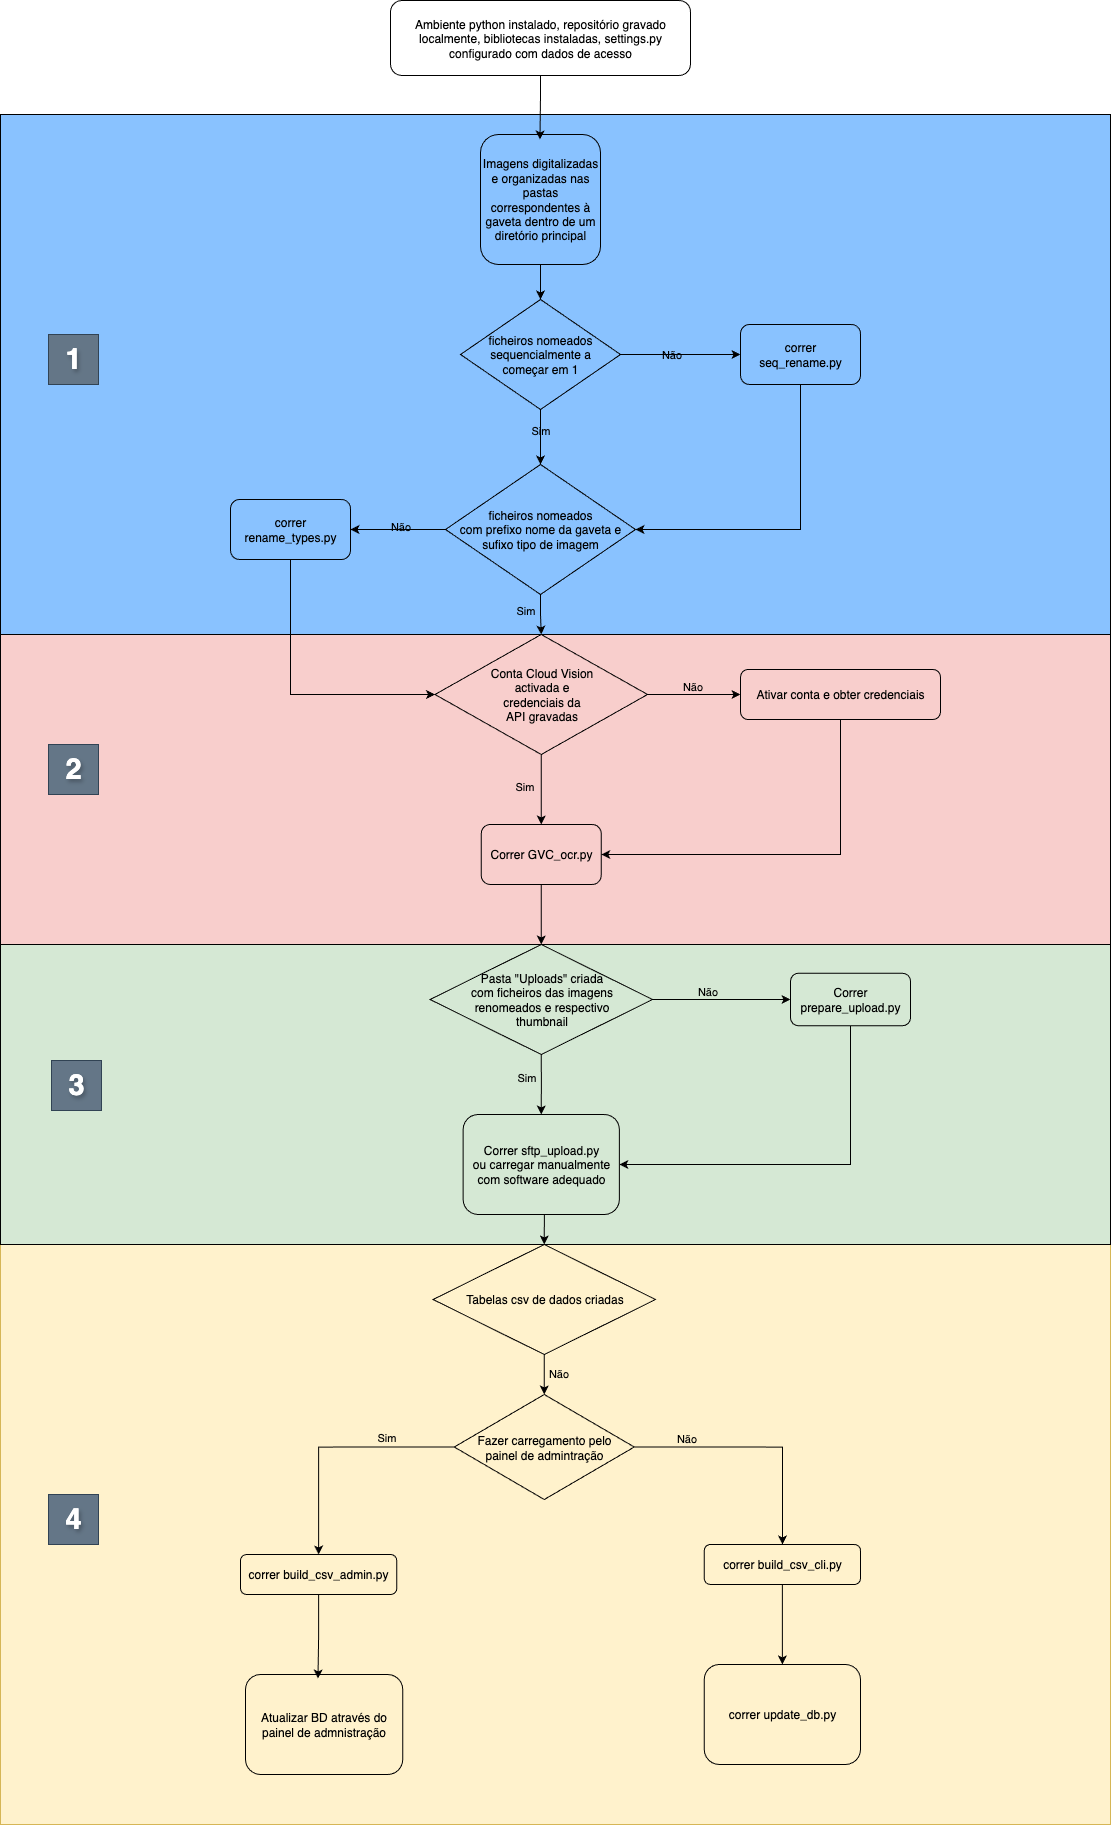 Ambiente python instalado, repositório gravado
localmente, bibliotecas instaladas, settings.py
configurado com dados de acesso
Imagens digitalizadas
e organizadas nas
pastas
correspondentes à
gaveta dentro de um
diretório principal
1
ficheiros nomeados
sequencialmente a
começar em 1
Não
correr
seq_rename.py
Sim
correr
rename_types.py
Não
ficheiros nomeados
com prefixo nome da gaveta e
sufixo tipo de imagem
Sim
Conta Cloud Vision
activada e
credenciais da
API gravadas
Não
Ativar conta e obter credenciais
2
Sim
Correr GVC_ocr.py
Pasta "Uploads" criada
com ficheiros das imagens
renomeados e respectivo
thumbnail
Não
Correr
prepare_upload.py
3
Sim
Correr sftp_upload.py
ou carregar manualmente
com software adequado
Tabelas csv de dados criadas
Não
Sim
Fazer carregamento pelo
painel de admintração
Não
4
correr build_csv_admin.py
correr build_csv_cli.py
Atualizar BD através do
painel de admnistração
correr update_db.py